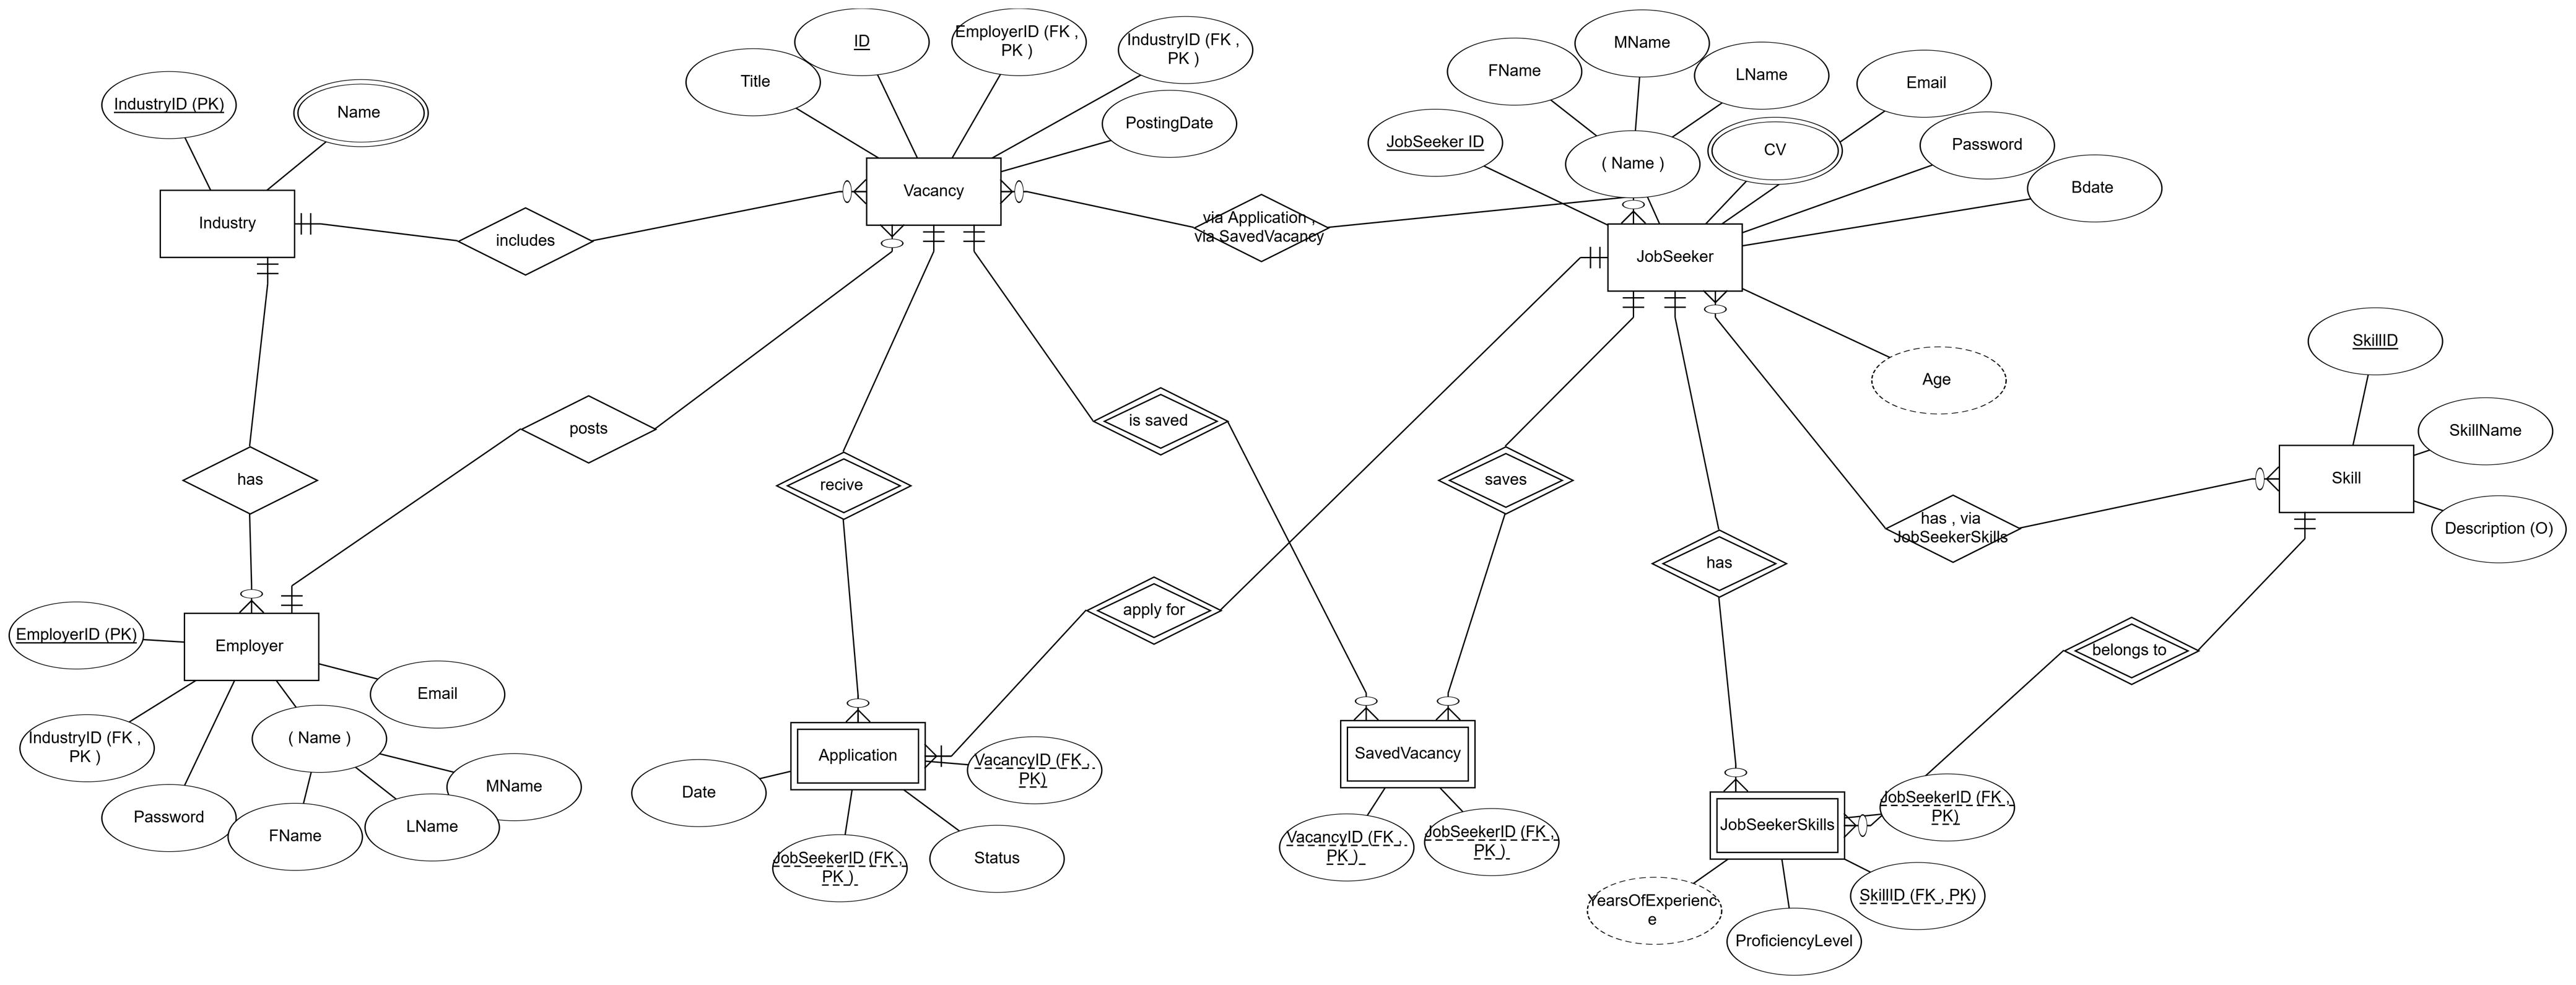 ID
EmployerID (FK ,
PK )
IndustryID (FK ,
PK )
Title
PostingDate
IndustryID (PK)
Name
MName
FName
LName
Email
JobSeeker ID
( Name )
CV
Password
Bdate
Vacancy
Industry
includes
via Application ,
via SavedVacancy
JobSeeker
Age
SkillID
SkillName
Skill
Description (O)
has
posts
recive
is saved
saves
has
has , via
JobSeekerSkills
apply for
belongs to
EmployerID (PK)
Employer
Email
IndustryID (FK ,
PK )
( Name )
Password
FName
LName
MName
Application
VacancyID (FK ,
PK)
Date
JobSeekerID (FK ,
PK )
Status
SavedVacancy
VacancyID (FK ,
PK )
JobSeekerID (FK ,
PK )
JobSeekerSkills
JobSeekerID (FK ,
PK)
SkillID (FK , PK)
YearsOfExperienc
e
ProficiencyLevel